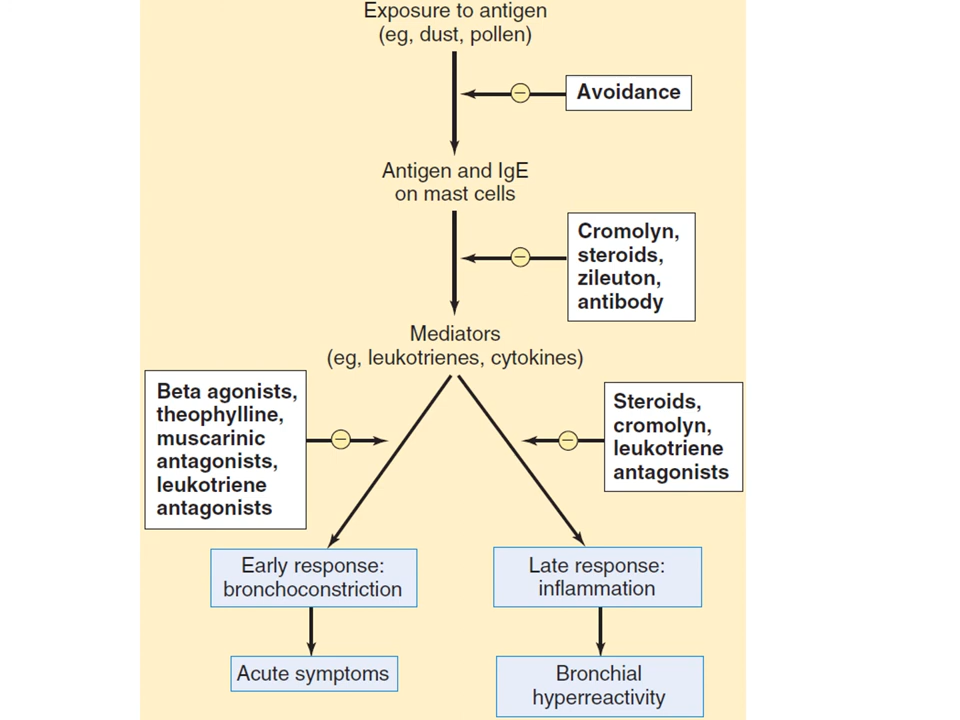 Exposure to antigen
(eg, dust, pollen)
−
Avoidance
Antigen and IgE
on mast cells
−
Cromolyn,
steroids,
zileuton,
antibody
Mediators
(eg, leukotrienes, cytokines)
Beta agonists,
theophylline,
muscarinic
antagonists,
leukotriene
antagonists
−
−
Steroids,
cromolyn,
leukotriene
antagonists
Early response:
bronchoconstriction
Late response:
inflammation
Acute symptoms
Bronchial
hyperreactivity